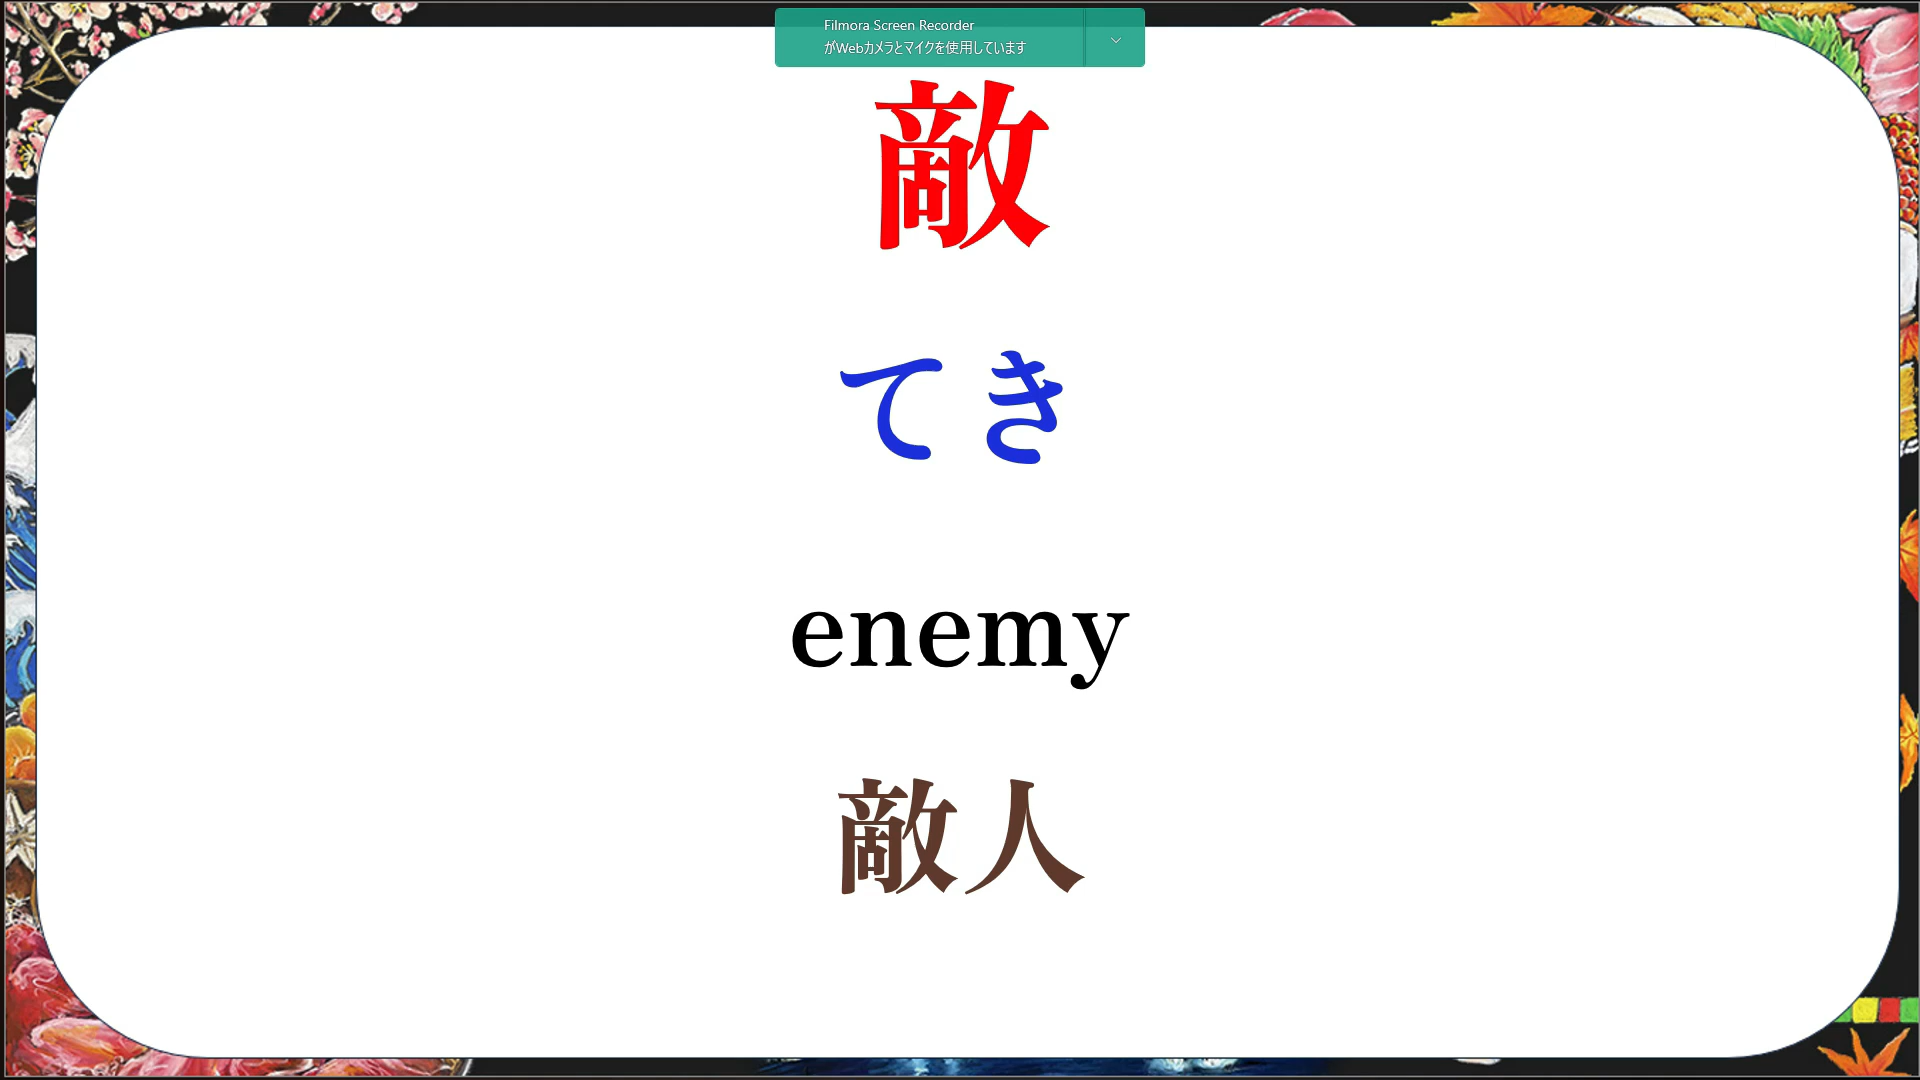 Filmora Screen Recorder
がWebカメラとマイクを使用しています
敵
てき
enemy
敵人